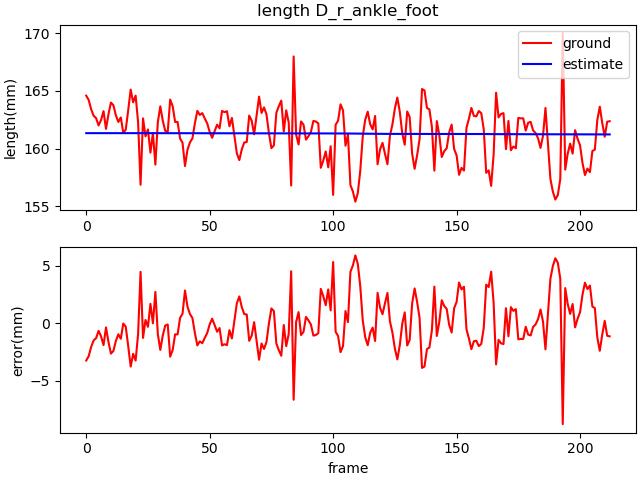 length D_r_ankle_foot
length(mm)
170
165
160
155
ground
estimate
0
50
100
150
200
error(mm)
5
0
−5
0
50
100
150
200
frame